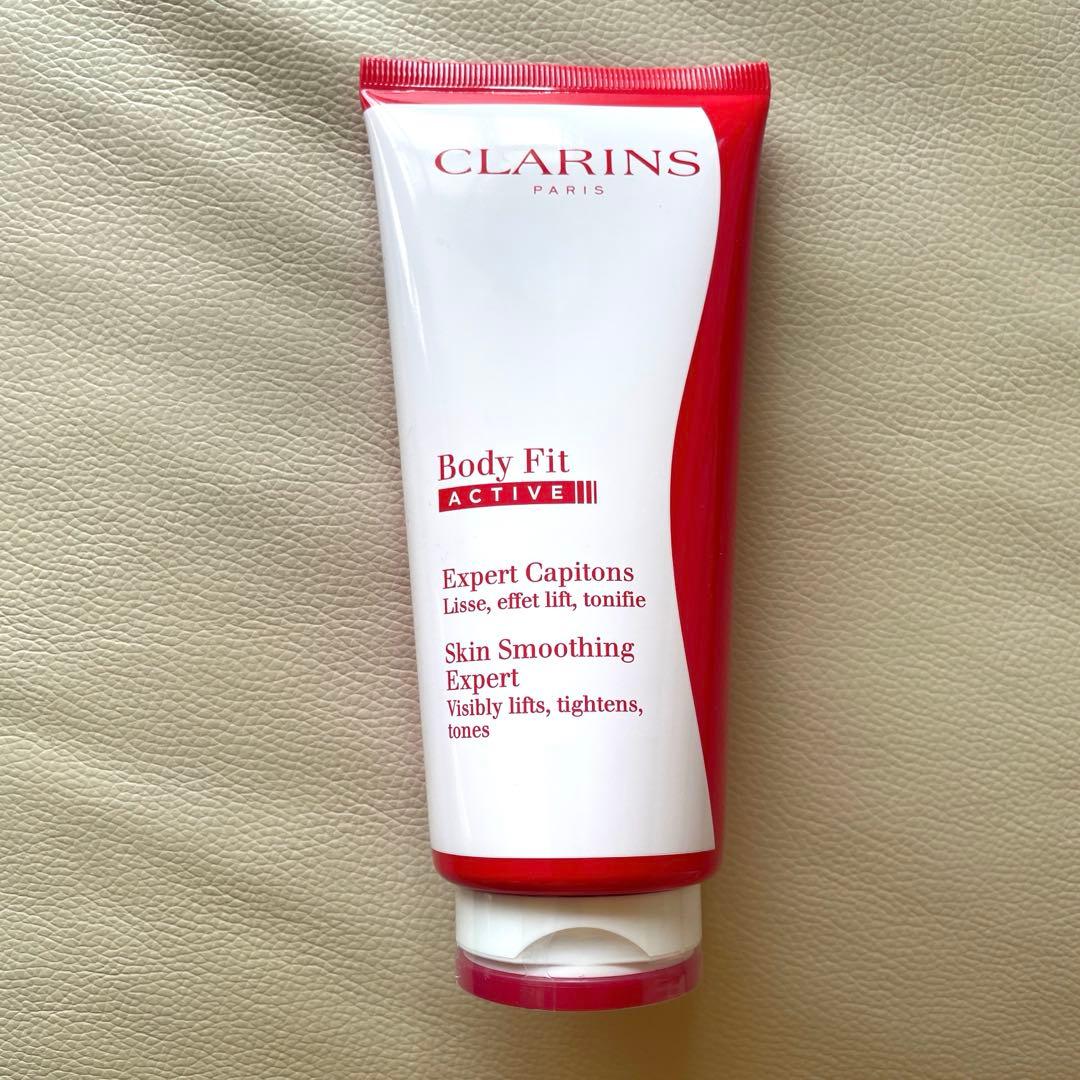 CLARINS
PARIS
Body Fit
ACTIVE
Expert Capitons
Lisse, effet lift, tonifie
Skin Smoothing
Expert
Visibly lifts, tightens,
tones